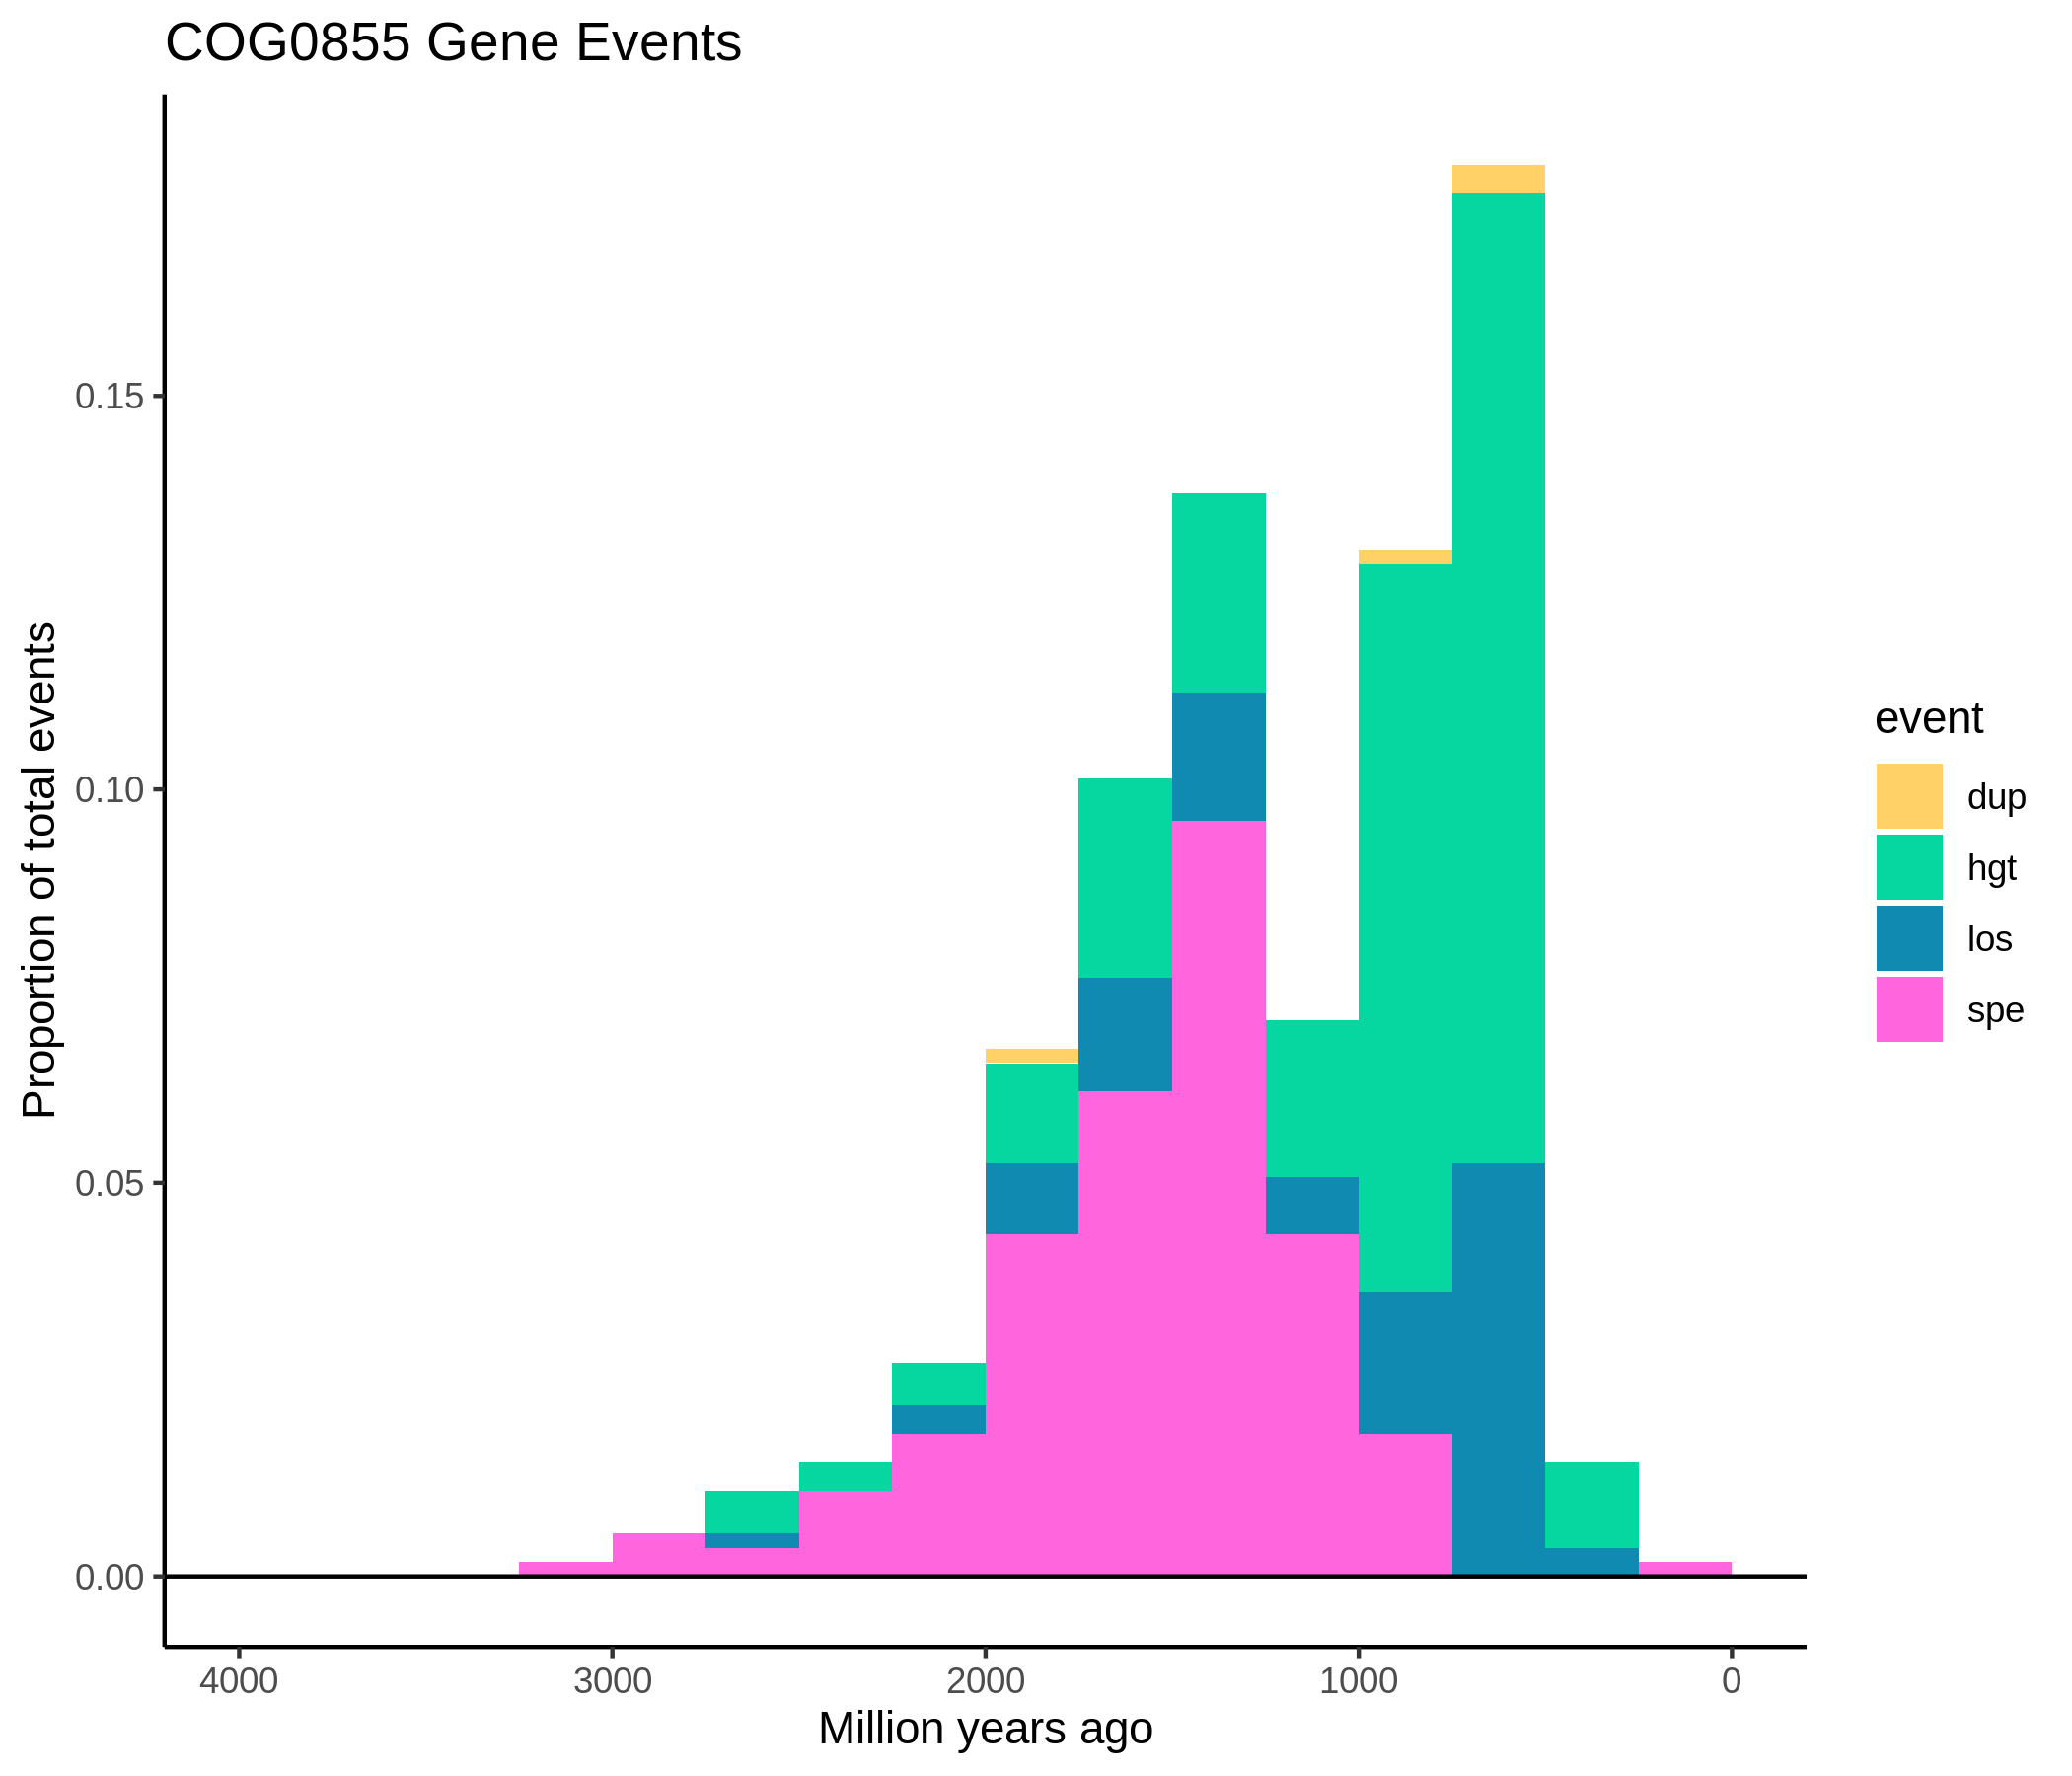 COG0855 Gene Events
Proportion of total events
0.15
0.10
0.05
0.00
4000 3000 2000 1000 0
Million years ago
event
dup
hgt
los
spe